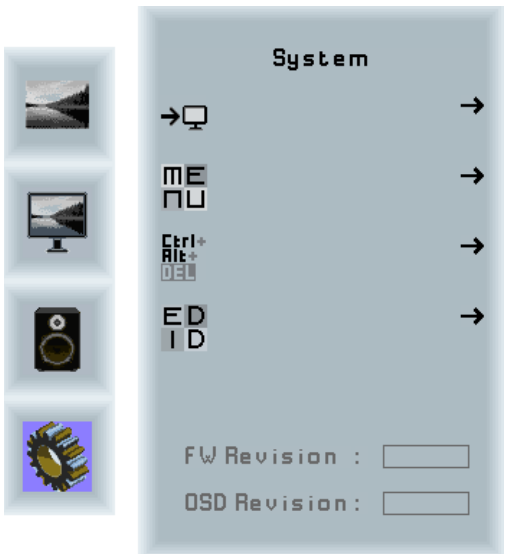 System
ME
NU
Ctrl+
Alt+
DEL
ED
ID
FW Revision :
OSD Revision :